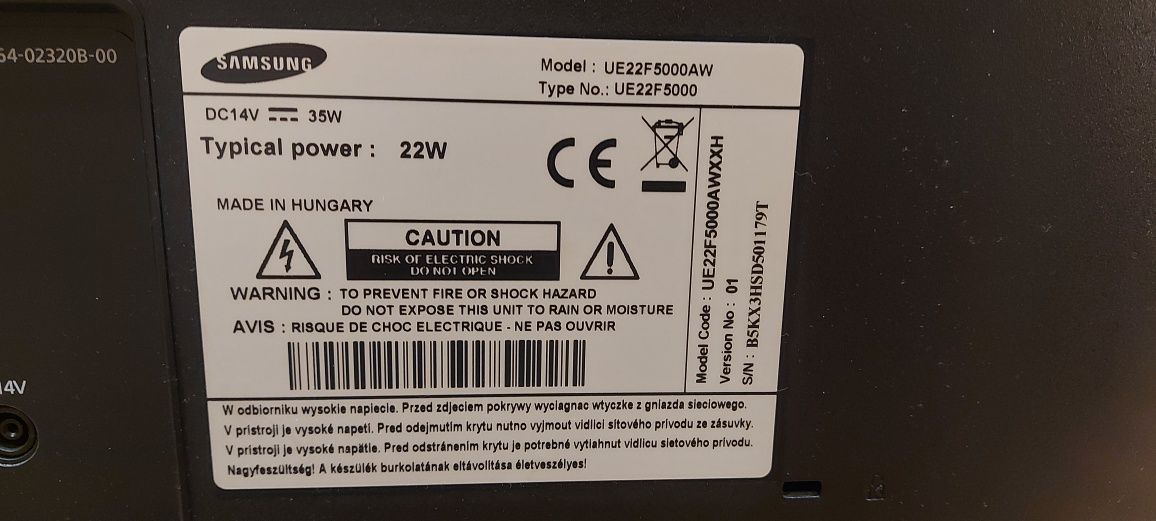 64-02320B-00
SAMSUNG
Model : UE22F5000AW
Type No.: UE22F5000
DC14V 35W
Typical power : 22W
CE
MADE IN HUNGARY
CAUTION
RISK OF ELECTRIC SHOCK
DO NOT OPEN
WARNING : TO PREVENT FIRE OR SHOCK HAZARD
DO NOT EXPOSE THIS UNIT TO RAIN OR MOISTURE
AVIS : RISQUE DE CHOC ELECTRIQUE - NE PAS OUVRIR
Model Code : UE22F5000AWXXH
Version No : 01
S/N : B5KX3HSD501179T
W odbiorniku wysokie napiecie. Przed zdjeciem pokrywy wyciagnac wtyczke z gniazda sieciowego.
V pristroji je vysoké napeti. Pred odejmutim krytu nutno vyjmout vidlici sítového prívodu ze zásuvky.
V pristroji je vysoké napätie. Pred odstránením krytu je potrebné vytiahnut vidlicu sietového prívodu.
Nagyfeszültség! A készülék burkolatának eltávolítása életveszélyes!
14V